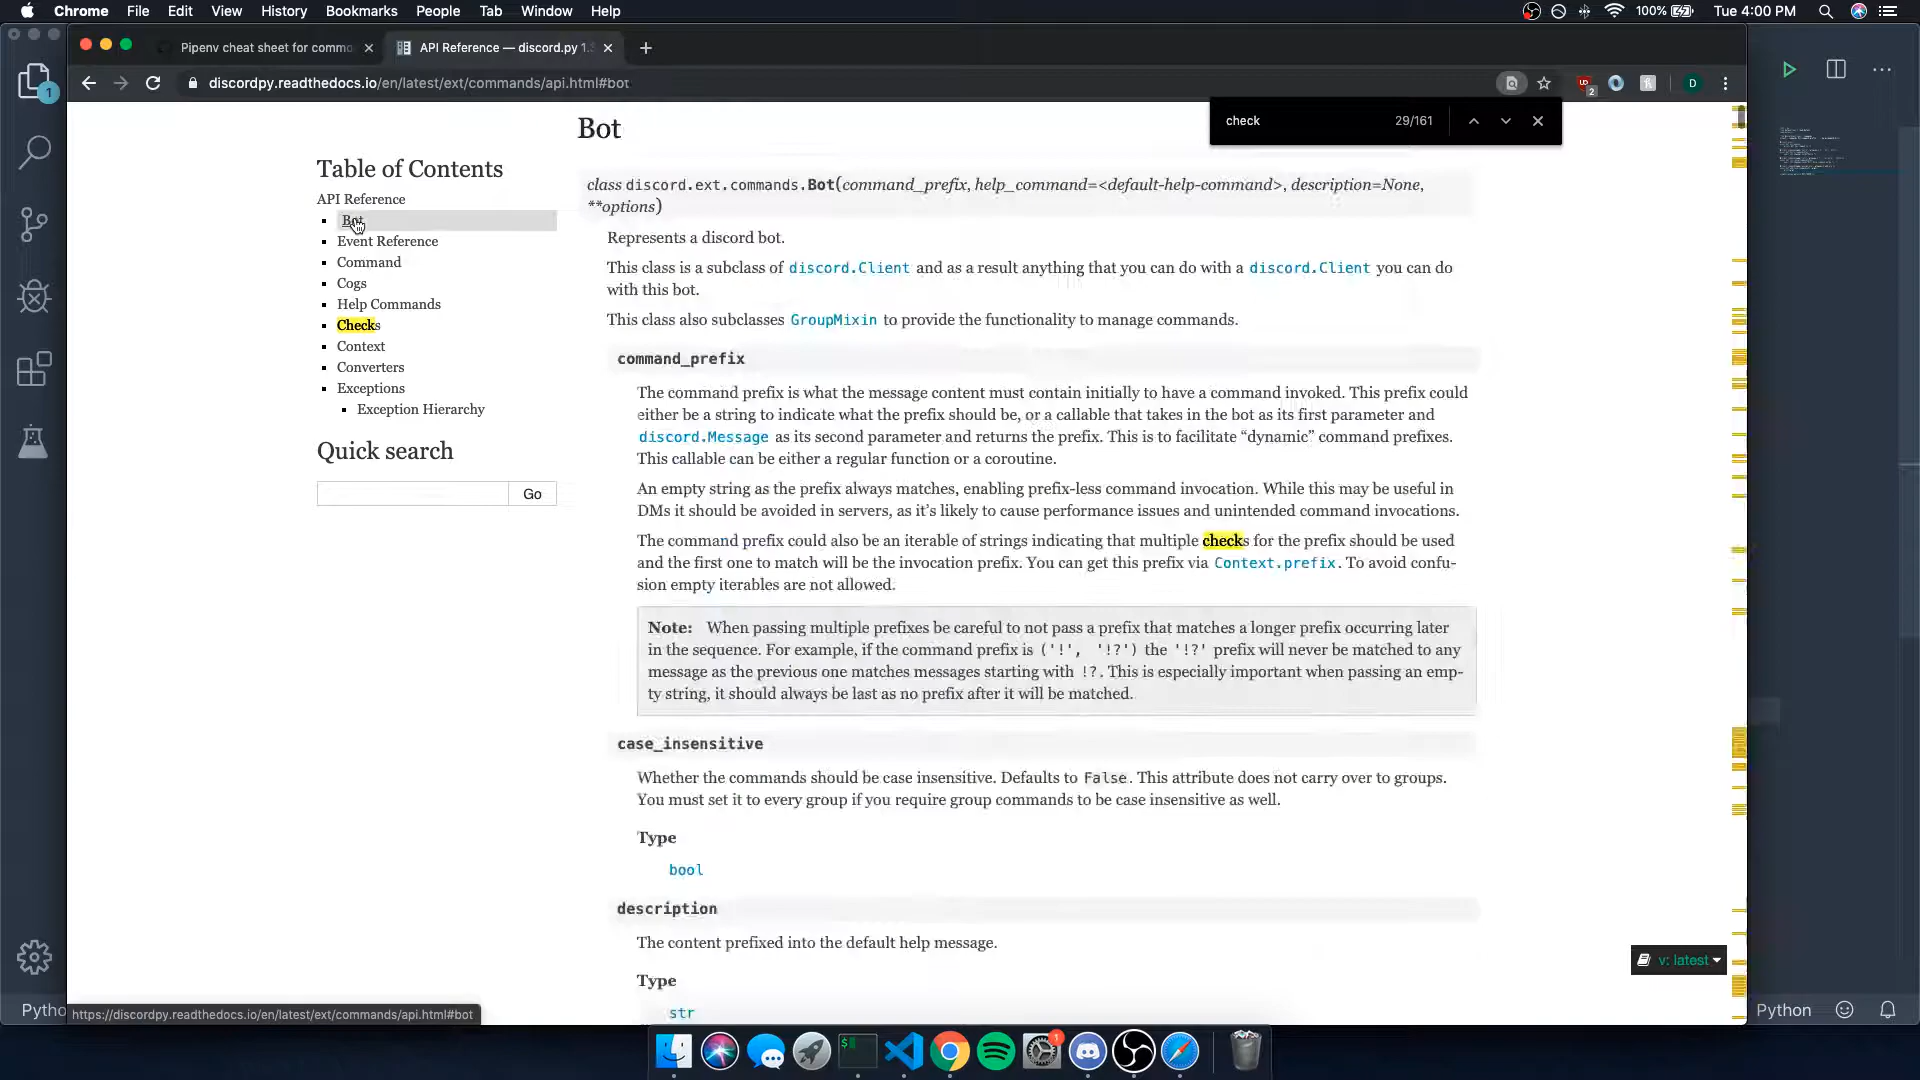 Chrome File Edit View History Bookmarks People Tab Window Help
100% Tue 4:00 PM
Pipenv cheat sheet for commo
API Reference — discord.py 1.
discordpy.readthedocs.io/en/latest/ext/commands/api.html#bot
2
D
1
check 29/161
Table of Contents
API Reference
Bot
Event Reference
Command
Cogs
Help Commands
Checks
Context
Converters
Exceptions
Exception Hierarchy
Quick search
Go
Bot
class discord.ext.commands.Bot(command_prefix, help_command=<default-help-command>, description=None,
**options)
Represents a discord bot.
This class is a subclass of discord.Client and as a result anything that you can do with a discord.Client you can do
with this bot.
This class also subclasses GroupMixin to provide the functionality to manage commands.
command_prefix
The command prefix is what the message content must contain initially to have a command invoked. This prefix could
either be a string to indicate what the prefix should be, or a callable that takes in the bot as its first parameter and
discord.Message as its second parameter and returns the prefix. This is to facilitate “dynamic” command prefixes.
This callable can be either a regular function or a coroutine.
An empty string as the prefix always matches, enabling prefix-less command invocation. While this may be useful in
DMs it should be avoided in servers, as it’s likely to cause performance issues and unintended command invocations.
The command prefix could also be an iterable of strings indicating that multiple checks for the prefix should be used
and the first one to match will be the invocation prefix. You can get this prefix via Context.prefix. To avoid confu-
sion empty iterables are not allowed.
Note: When passing multiple prefixes be careful to not pass a prefix that matches a longer prefix occurring later
in the sequence. For example, if the command prefix is ('!', '!?') the '!?' prefix will never be matched to any
message as the previous one matches messages starting with !?. This is especially important when passing an emp-
ty string, it should always be last as no prefix after it will be matched.
case_insensitive
Whether the commands should be case insensitive. Defaults to False. This attribute does not carry over to groups.
You must set it to every group if you require group commands to be case insensitive as well.
Type
bool
description
The content prefixed into the default help message.
Type
str
v: latest
Pytho
https://discordpy.readthedocs.io/en/latest/ext/commands/api.html#bot
Python
$
1